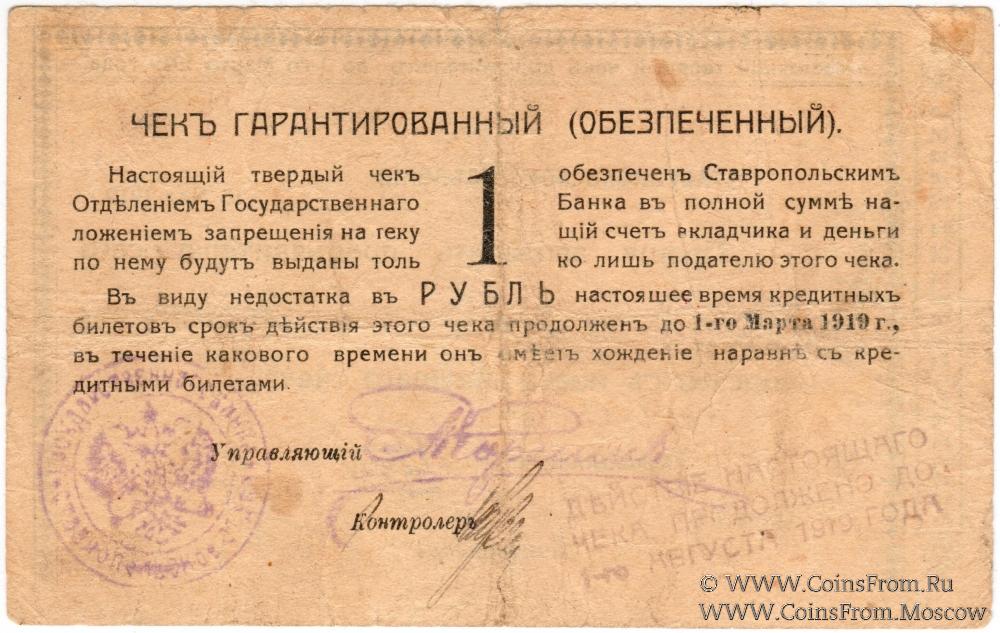 ЧЕКЪ ГАРАНТИРОВАННЫЙ (ОБЕЗПЕЧЕННЫЙ).
Настоящій твердый чекъ обезпеченъ Ставропольскимъ
Отдѣленіемъ Государственнаго Банка въ полной суммѣ на-
ложеніемъ запрещенія на теку щій счетъ вкладчика и деньги
по нему будутъ выданы толь ко лишь подателю этого чека.
1
Въ виду недостатка въ РУБЛЬ настоящее время кредитныхъ
билетовъ срокъ дѣйствія этого чека продолженъ до 1-го Марта 1919 г.,
въ теченіе какового времени онъ имѣетъ хожденіе наравнѣ съ кре-
дитными билетами.
Управляющій
Контролеръ
ДѢЙСТВІЕ НАСТОЯЩАГО
ЧЕКА ПРОДОЛЖЕНО ДО
1-го АВГУСТА 1919 ГОДА
© WWW.CoinsFrom.Ru
WWW.CoinsFrom.Moscow